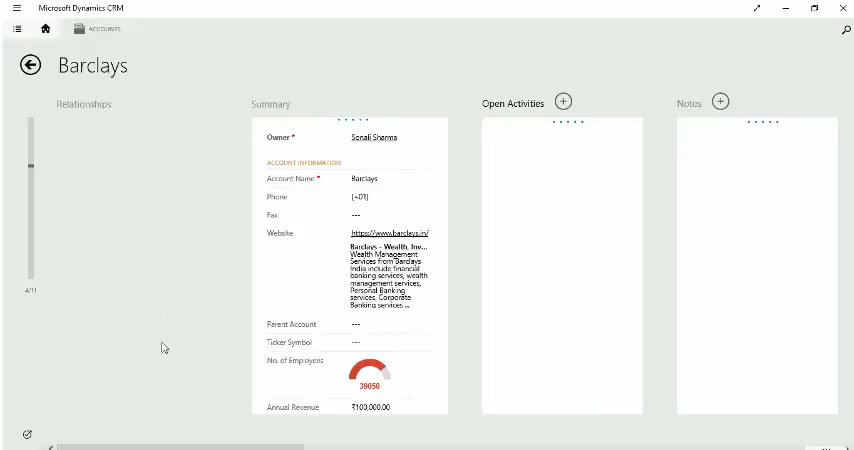 Microsoft Dynamics CRM
ACCOUNTS
Barclays
Relationships
Summary
Open Activities
Notes
Owner *
Sonali Sharma
ACCOUNT INFORMATION
Account Name *
Barclays
Phone
(+01)
Fax
---
Website
https://www.barclays.in/
Barclays - Wealth, Inv...
Wealth Management
Services from Barclays
India include financial
banking services, wealth
management services,
Personal Banking
services, Corporate
Banking services ...
4/11
Parent Account
---
Ticker Symbol
---
No. of Employees
39050
Annual Revenue
₹100,000.00